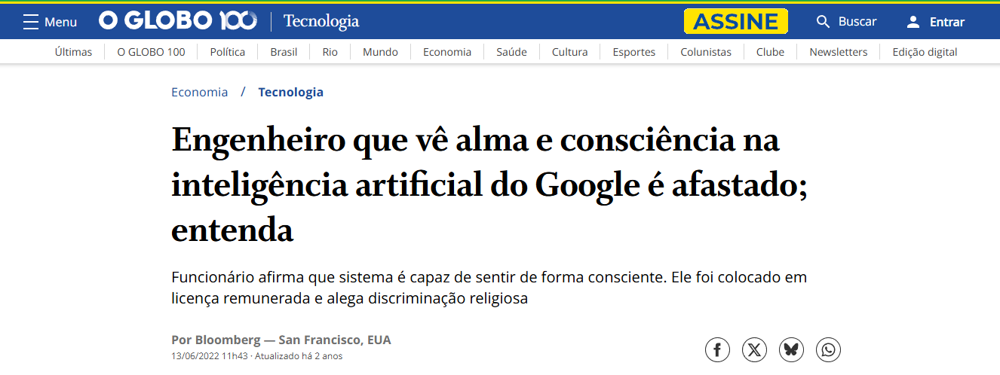 Menu O GLOBO 100 Tecnologia ASSINE Buscar Entrar
Últimas O GLOBO 100 Política Brasil Rio Mundo Economia Saúde Cultura Esportes Colunistas Clube Newsletters Edição digital
Economia / Tecnologia
Engenheiro que vê alma e consciência na
inteligência artificial do Google é afastado;
entenda
Funcionário afirma que sistema é capaz de sentir de forma consciente. Ele foi colocado em
licença remunerada e alega discriminação religiosa
Por Bloomberg — San Francisco, EUA
13/06/2022 11h43 · Atualizado há 2 anos